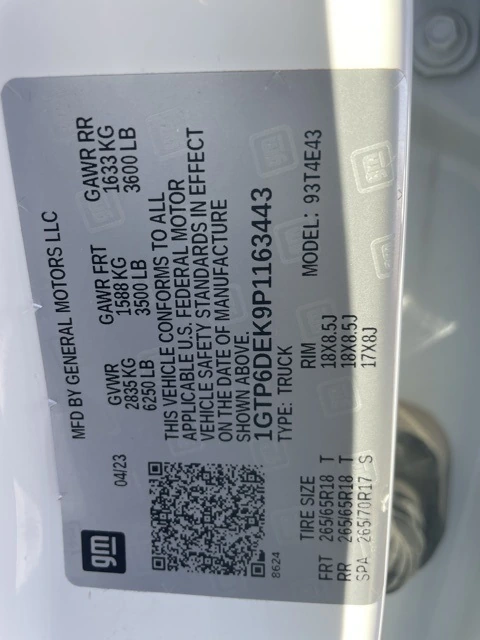 gm
04/23
MFD BY GENERAL MOTORS LLC
GVWR
2835 KG
6250 LB
GAWR FRT
1588 KG
3500 LB
GAWR RR
1633 KG
3600 LB
THIS VEHICLE CONFORMS TO ALL
APPLICABLE U.S. FEDERAL MOTOR
VEHICLE SAFETY STANDARDS IN EFFECT
ON THE DATE OF MANUFACTURE
SHOWN ABOVE.
1GTP6DEK9P1163443
TYPE: TRUCK MODEL: 93T4E43
8624
TIRE SIZE RIM
FRT 265/65R18 T 18X8.5J
RR 265/65R18 T 18X8.5J
SPA 265/70R17 S 17X8J